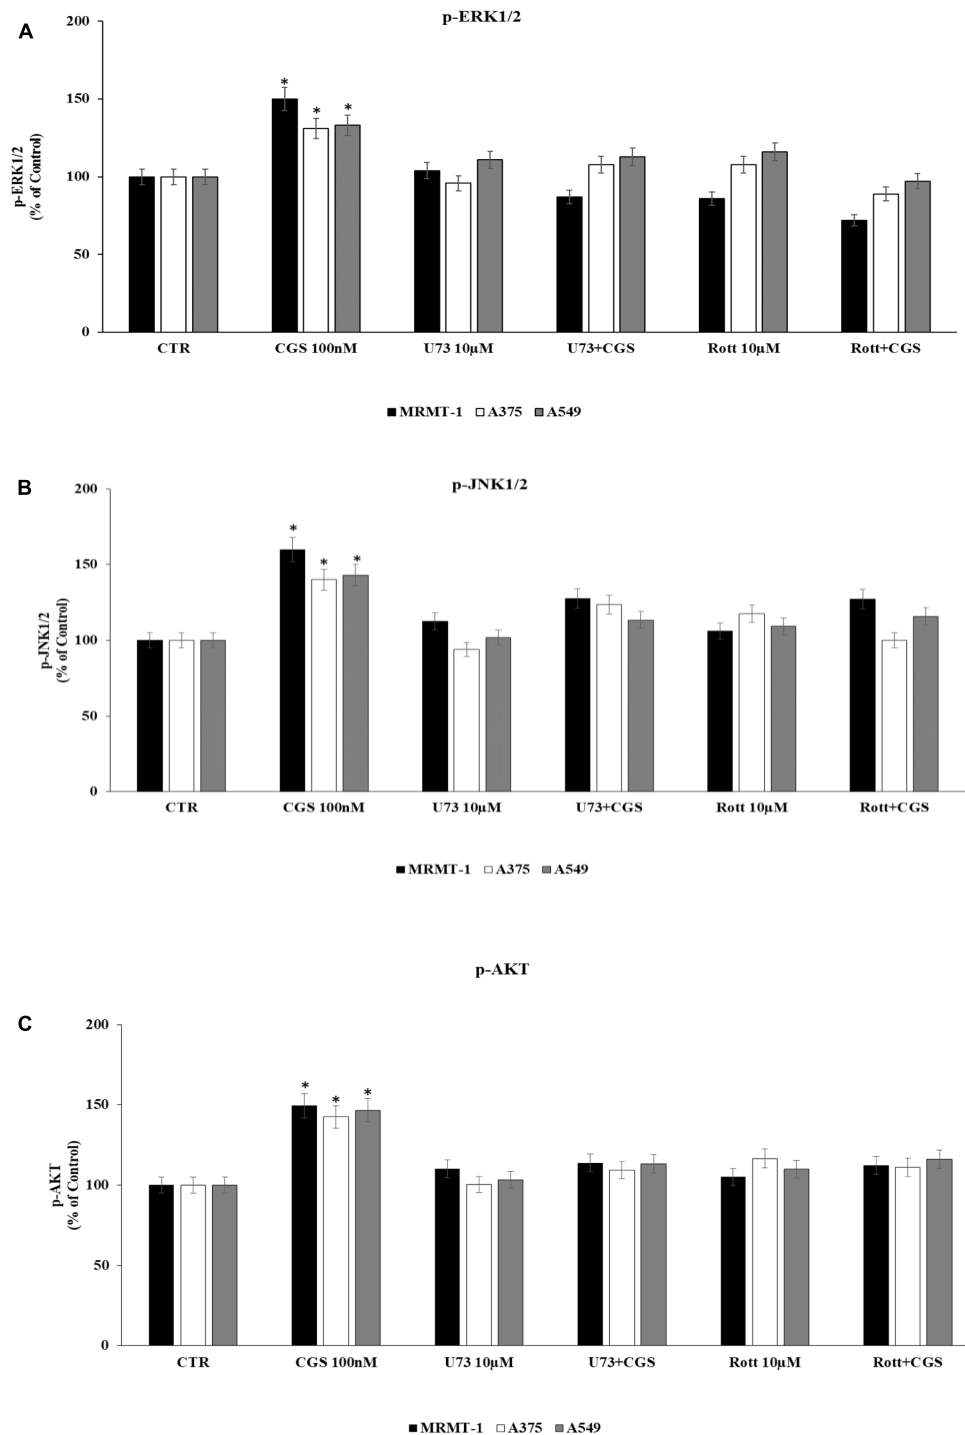 A
p-ERK1/2
200
150
100
50
0
p-ERK1/2
(% of Control)
*
*
*
CTR CGS 100nM U73 10µM U73+CGS Rott 10µM Rott+CGS
MRMT-1 A375 A549
B
p-JNK1/2
200
150
100
50
0
p-JNK1/2
(% of Control)
*
*
*
CTR CGS 100nM U73 10µM U73+CGS Rott 10µM Rott+CGS
MRMT-1 A375 A549
p-AKT
C
200
150
100
50
0
p-AKT
(% of Control)
*
*
*
CTR CGS 100nM U73 10µM U73+CGS Rott 10µM Rott+CGS
MRMT-1 A375 A549